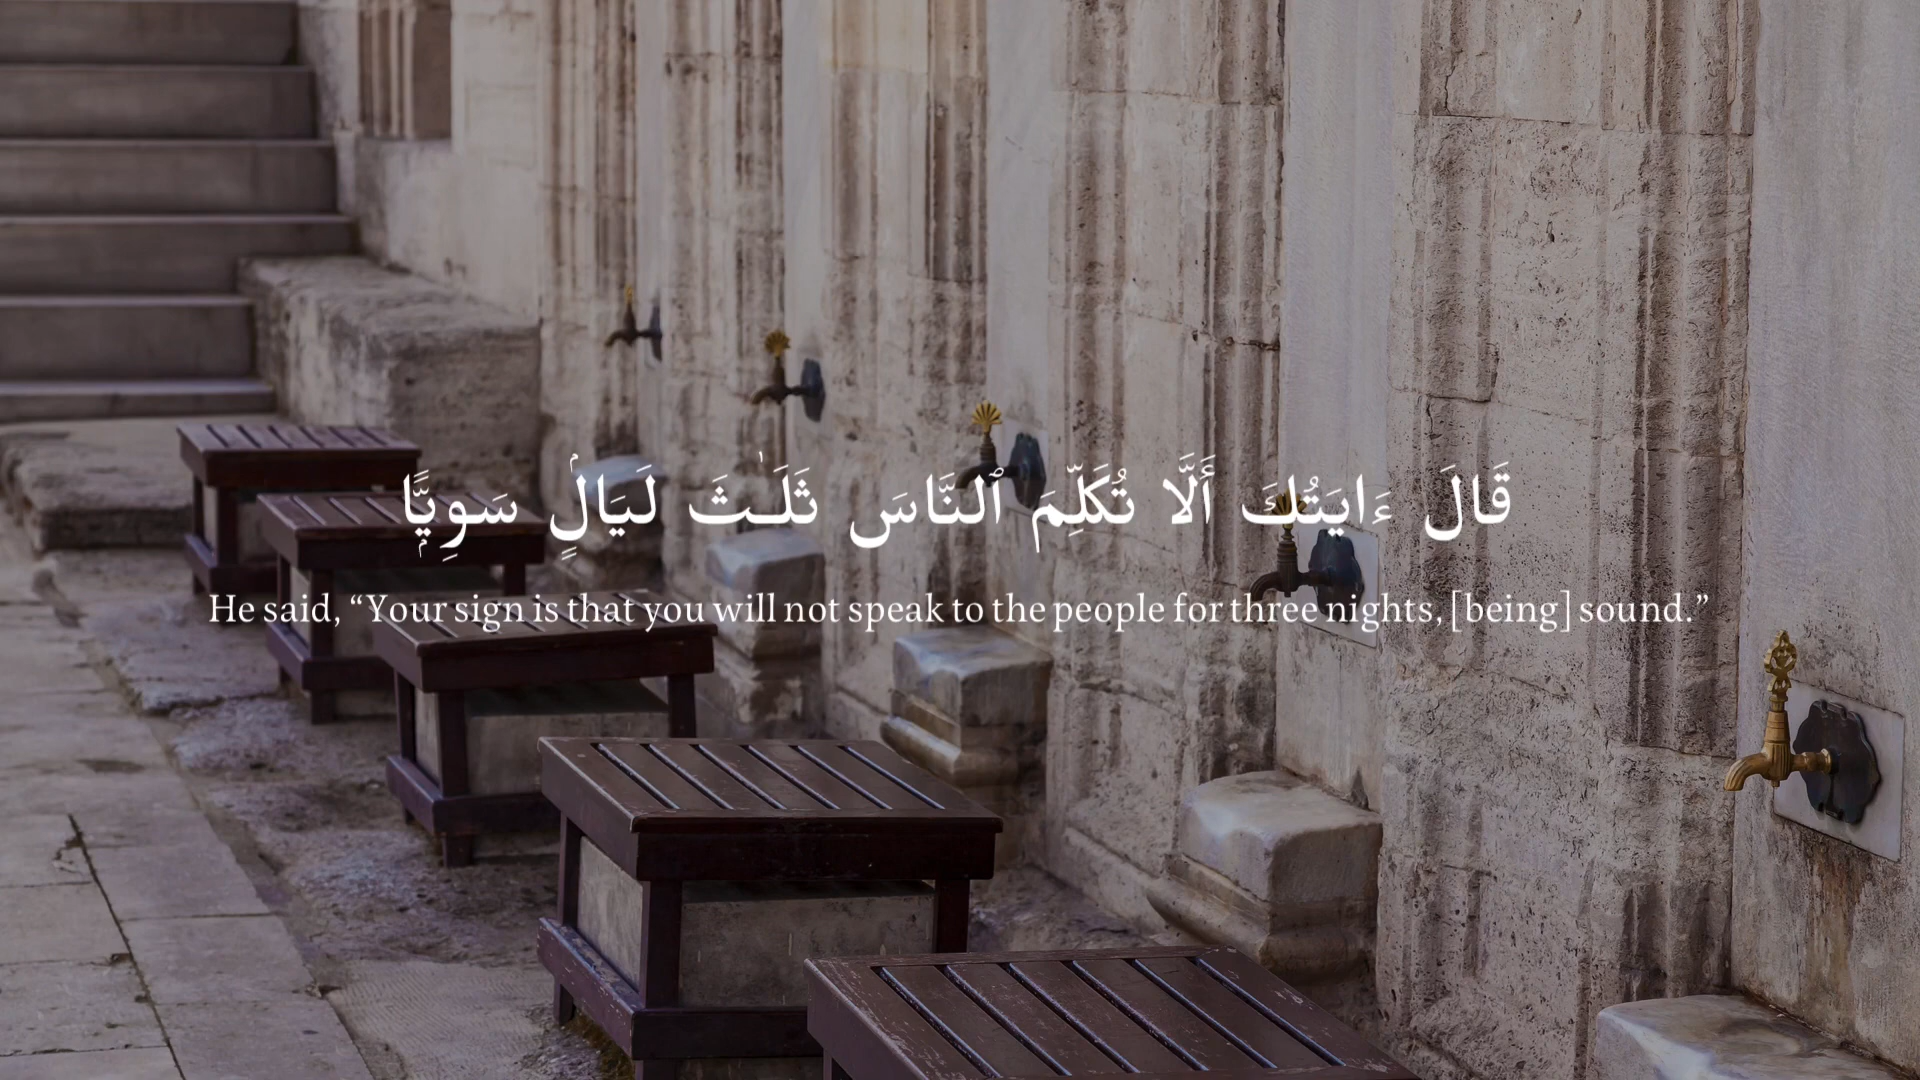 قَالَ ءَايَتُكَ أَلَّا تُكَلِّمَ ٱلنَّاسَ ثَلَـٰثَ لَيَالٍۢ سَوِيًّۭا
He said, “Your sign is that you will not speak to the people for three nights, [being] sound.”